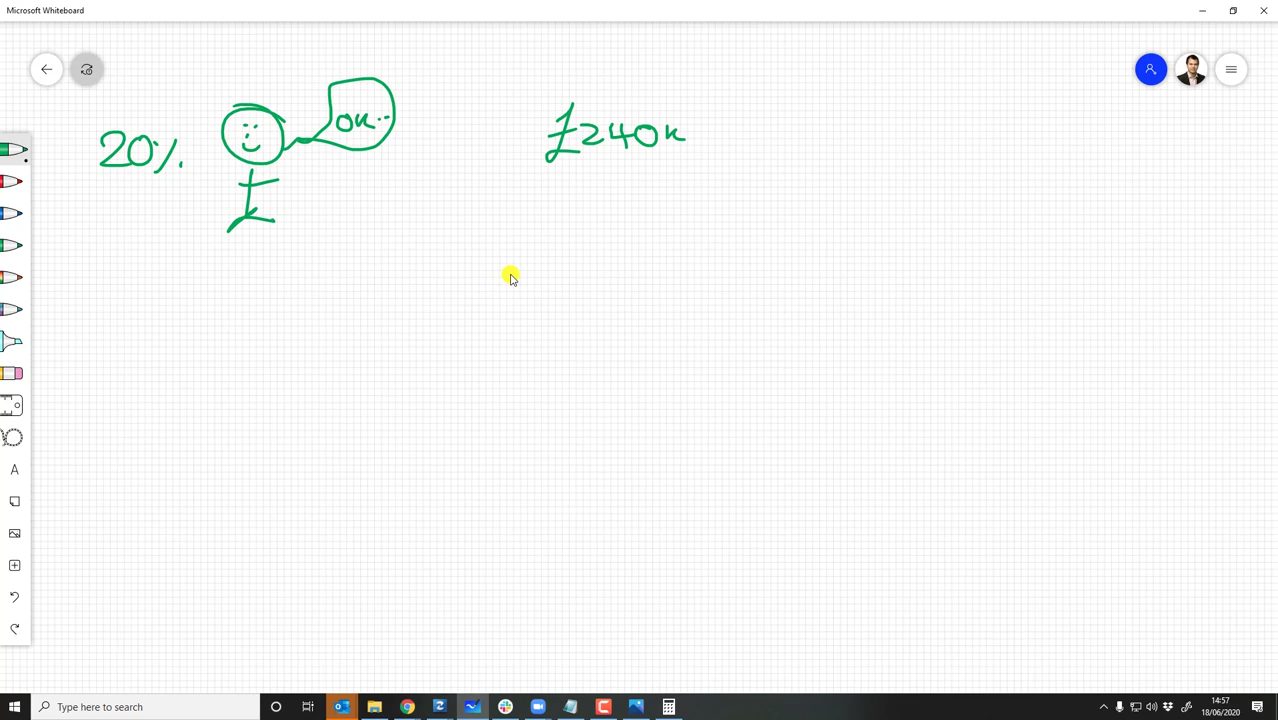 Microsoft Whiteboard
20%
OK..
£240K
£
A
Type here to search
14:57
18/06/2020